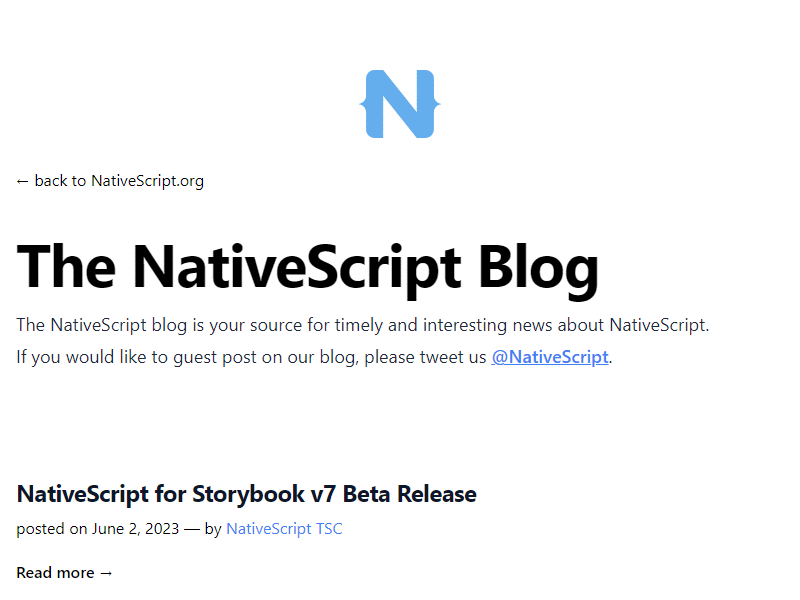 N
← back to NativeScript.org
The NativeScript Blog
The NativeScript blog is your source for timely and interesting news about NativeScript.
If you would like to guest post on our blog, please tweet us @NativeScript.
NativeScript for Storybook v7 Beta Release
posted on June 2, 2023 — by NativeScript TSC
Read more →